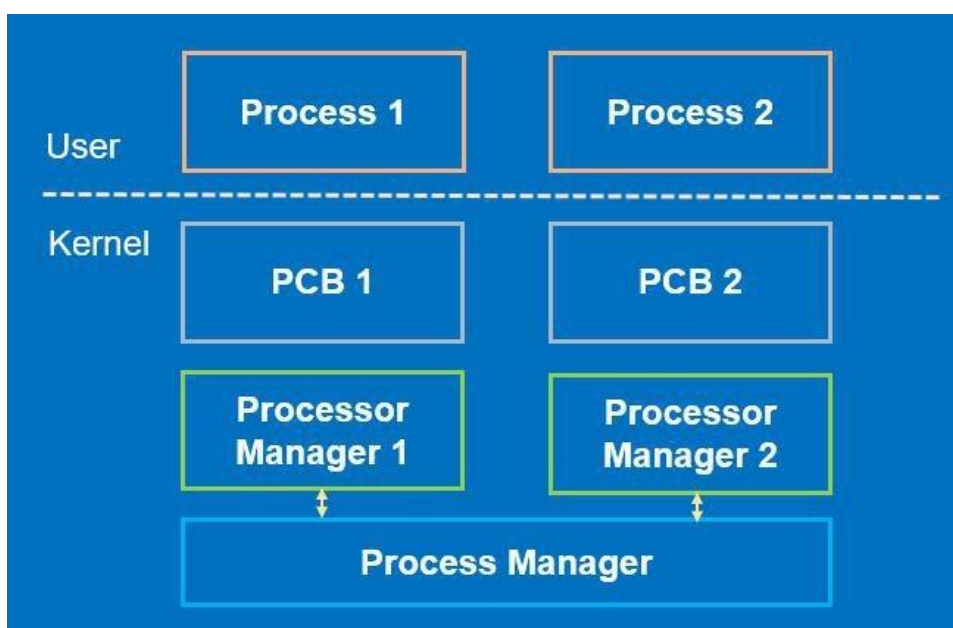 Process 1
Process 2
User
Kernel
PCB 1
PCB 2
Processor
Manager 1
Processor
Manager 2
Process Manager